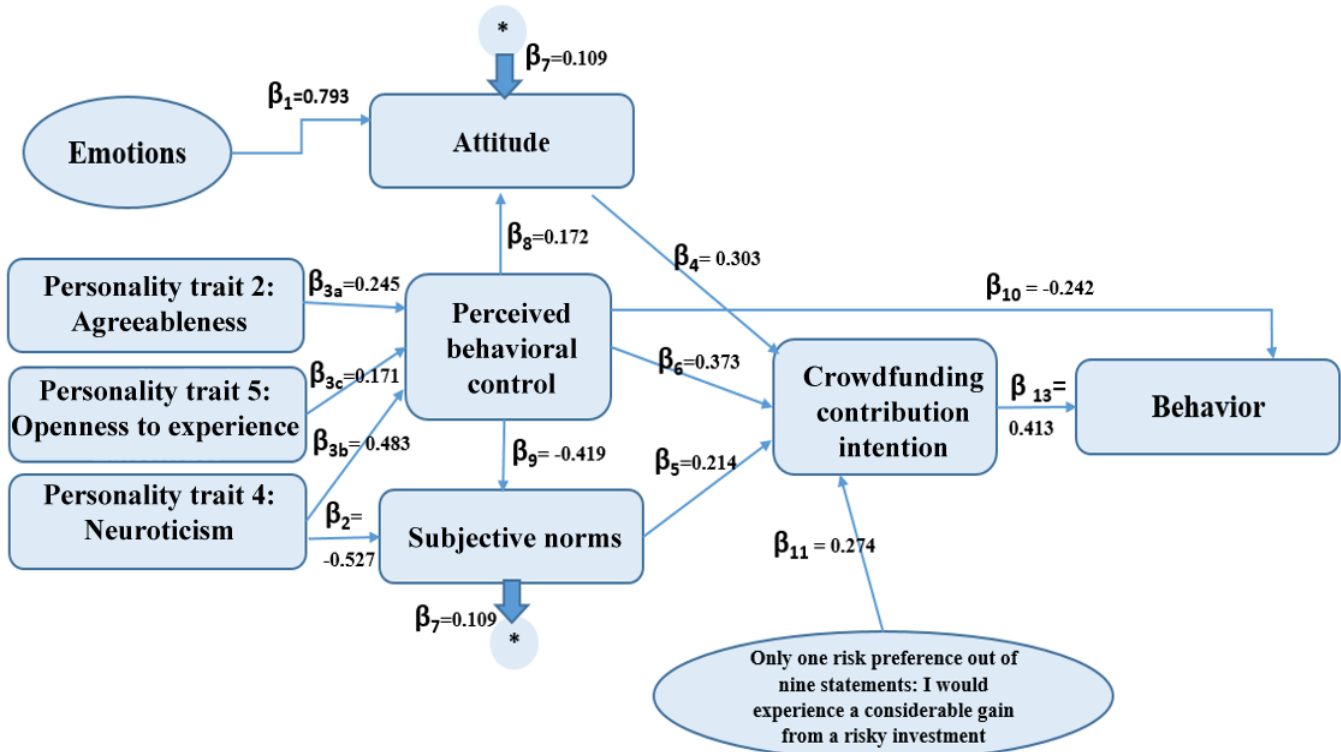 *
β7=0.109
β1=0.793
Emotions
Attitude
β8=0.172
β4= 0.303
Personality trait 2:
Agreeableness
β3a=0.245
Perceived
behavioral
control
β10 = -0.242
Personality trait 5:
Openness to experience
β3c=0.171
β6=0.373
Crowdfunding
contribution
intention
β 13=
0.413
Behavior
β3b= 0.483
β9= -0.419
β5=0.214
Personality trait 4:
Neuroticism
β2=
-0.527
Subjective norms
β11 = 0.274
β7=0.109
*
Only one risk preference out of
nine statements: I would
experience a considerable gain
from a risky investment